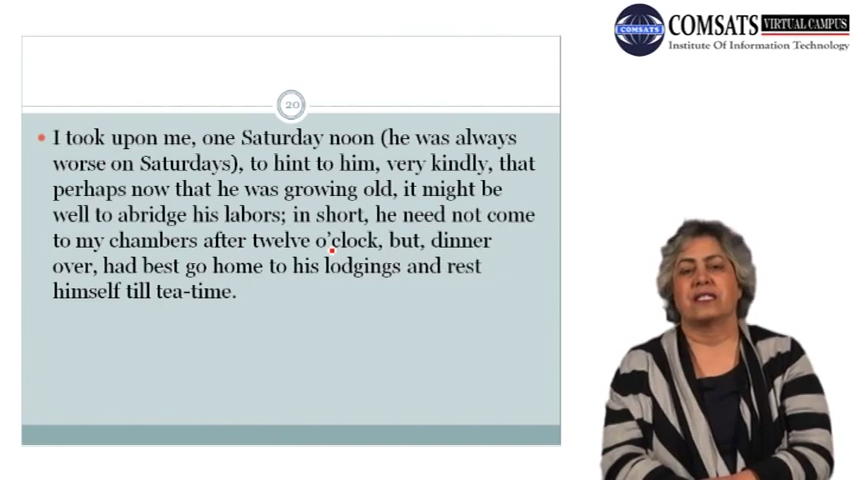 COMSATS VIRTUAL CAMPUS
Institute Of Information Technology
COMSATS
20
I took upon me, one Saturday noon (he was always
worse on Saturdays), to hint to him, very kindly, that
perhaps now that he was growing old, it might be
well to abridge his labors; in short, he need not come
to my chambers after twelve o’clock, but, dinner
over, had best go home to his lodgings and rest
himself till tea-time.